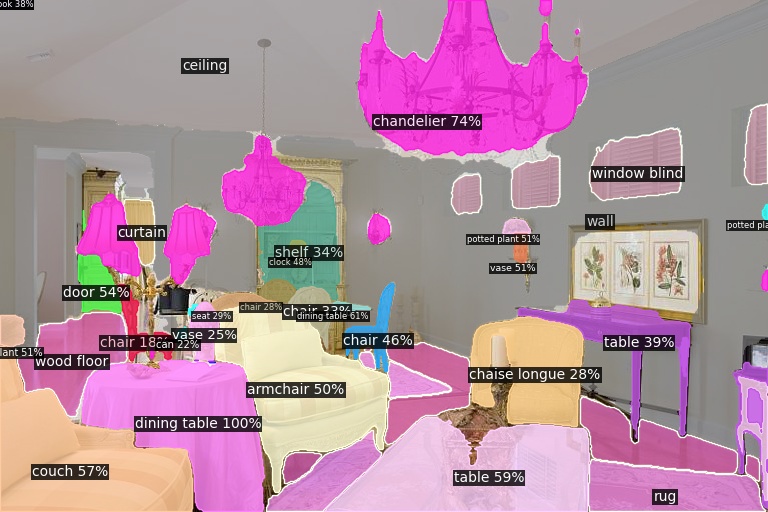 ook 38%
ceiling
chandelier 74%
window blind
wall
potted pla
curtain
potted plant 51%
shelf 34%
clock 48%
vase 51%
door 54%
chair 28%
chair 33%
seat 29%
dining table 61%
vase 25%
chair 18%
can 22%
chair 46%
table 39%
lant 51%
wood floor
chaise longue 28%
armchair 50%
dining table 100%
couch 57%
table 59%
rug